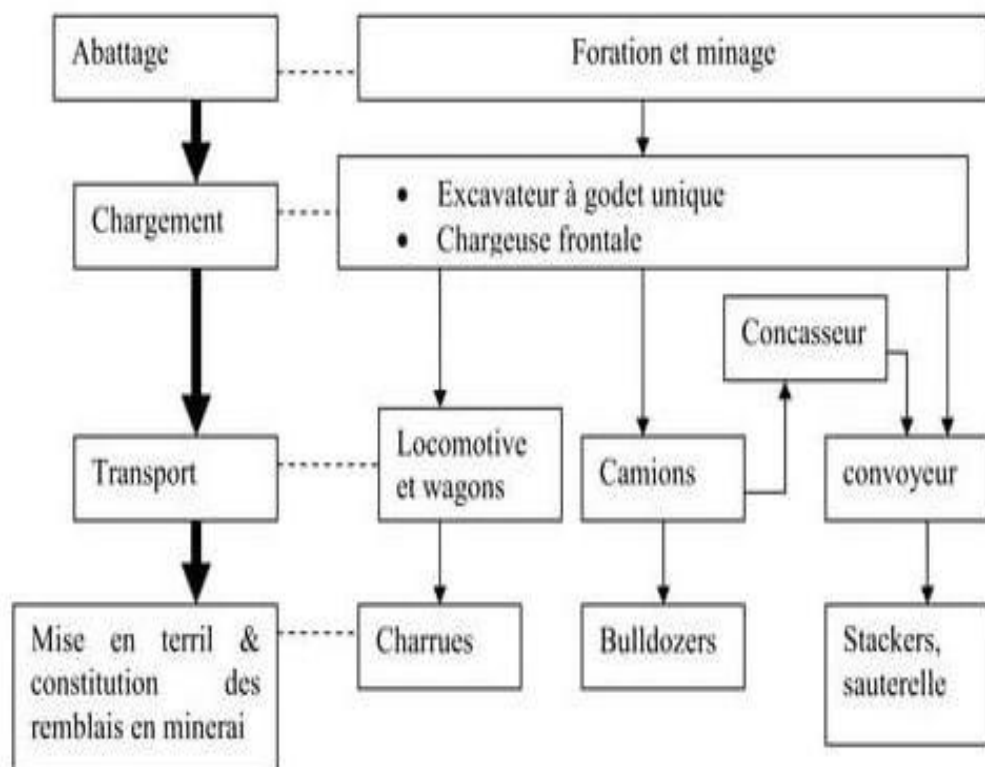 Abattage
Foration et minage
Chargement
• Excavateur à godet unique
• Chargeuse frontale
Concasseur
Transport
Locomotive
et wagons
Camions
convoyeur
Mise en terril &
constitution des
remblais en minerai
Charrues
Bulldozers
Stackers,
sauterelle